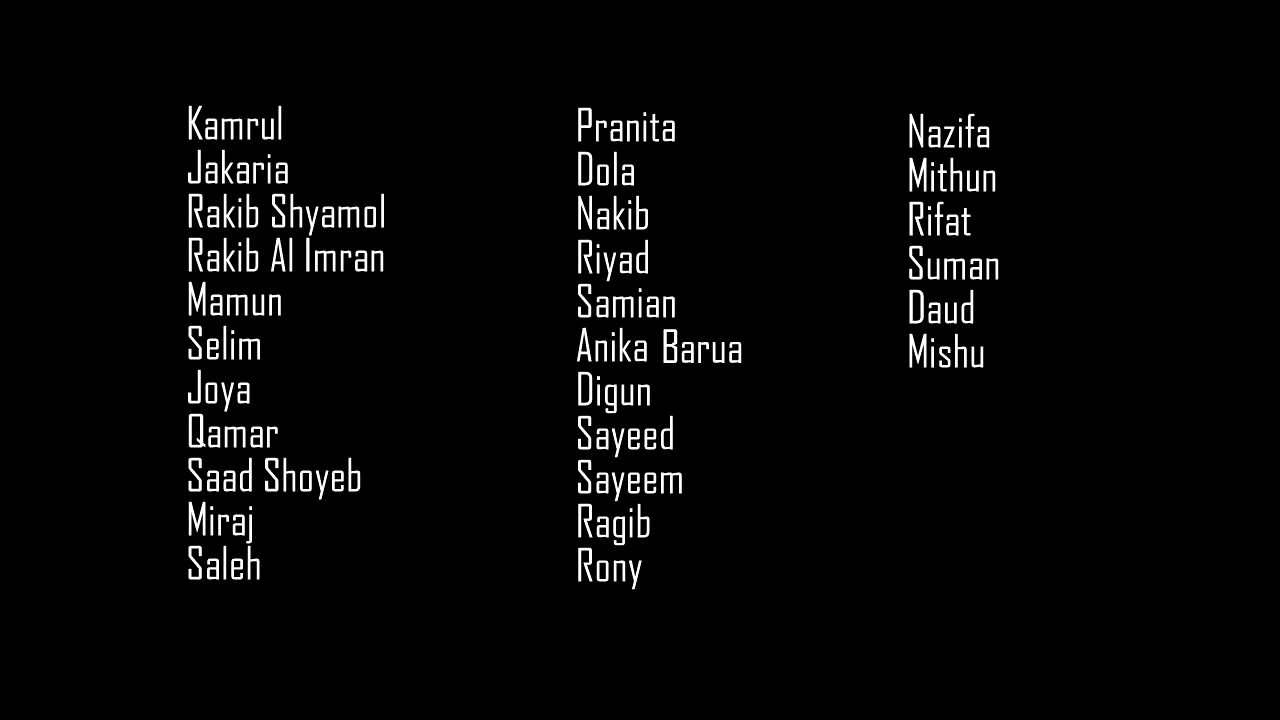 Kamrul
Jakaria
Rakib Shyamol
Rakib Al Imran
Mamun
Selim
Joya
Qamar
Saad Shoyeb
Miraj
Saleh
Pranita
Dola
Nakib
Riyad
Samian
Anika Barua
Digun
Sayeed
Sayeem
Ragib
Rony
Nazifa
Mithun
Rifat
Suman
Daud
Mishu